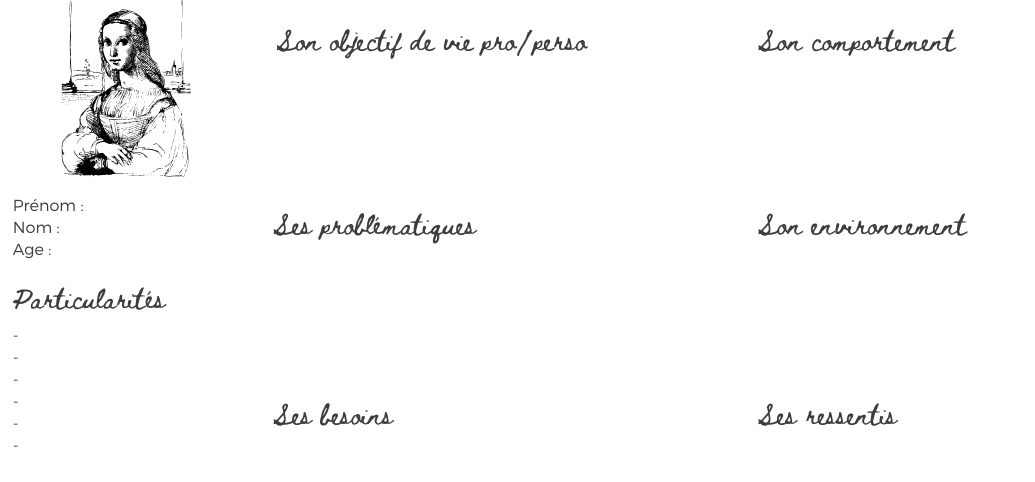 Son objectif de vie pro/perso
Son comportement
Prénom :
Nom :
Age :
Ses problématiques
Son environnement
Particularités
-
-
-
-
-
-
Ses besoins
Ses ressentis